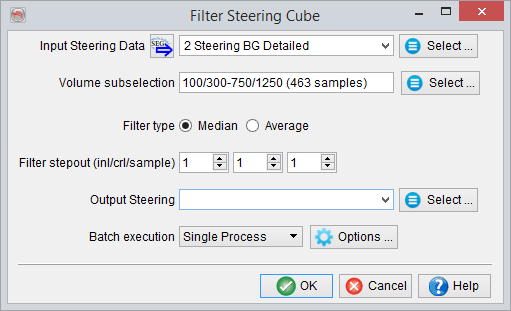 Filter Steering Cube
Input Steering Data SEGY 2 Steering BG Detailed Select ...
Volume subselection 100/300-750/1250 (463 samples) Select ...
Filter type Median Average
Filter stepout (inl/crl/sample) 1 1 1
Output Steering Select ...
Batch execution Single Process Options ...
OK Cancel Help